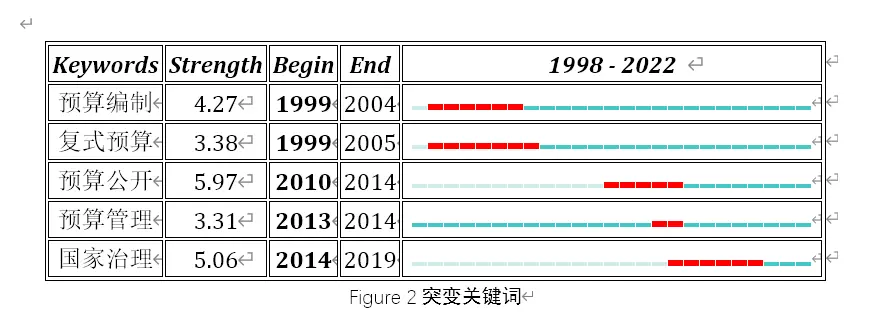 Keywords Strength Begin End 1998 - 2022
预算编制 4.27 1999 2004
复式预算 3.38 1999 2005
预算公开 5.97 2010 2014
预算管理 3.31 2013 2014
国家治理 5.06 2014 2019
Figure 2 突变关键词